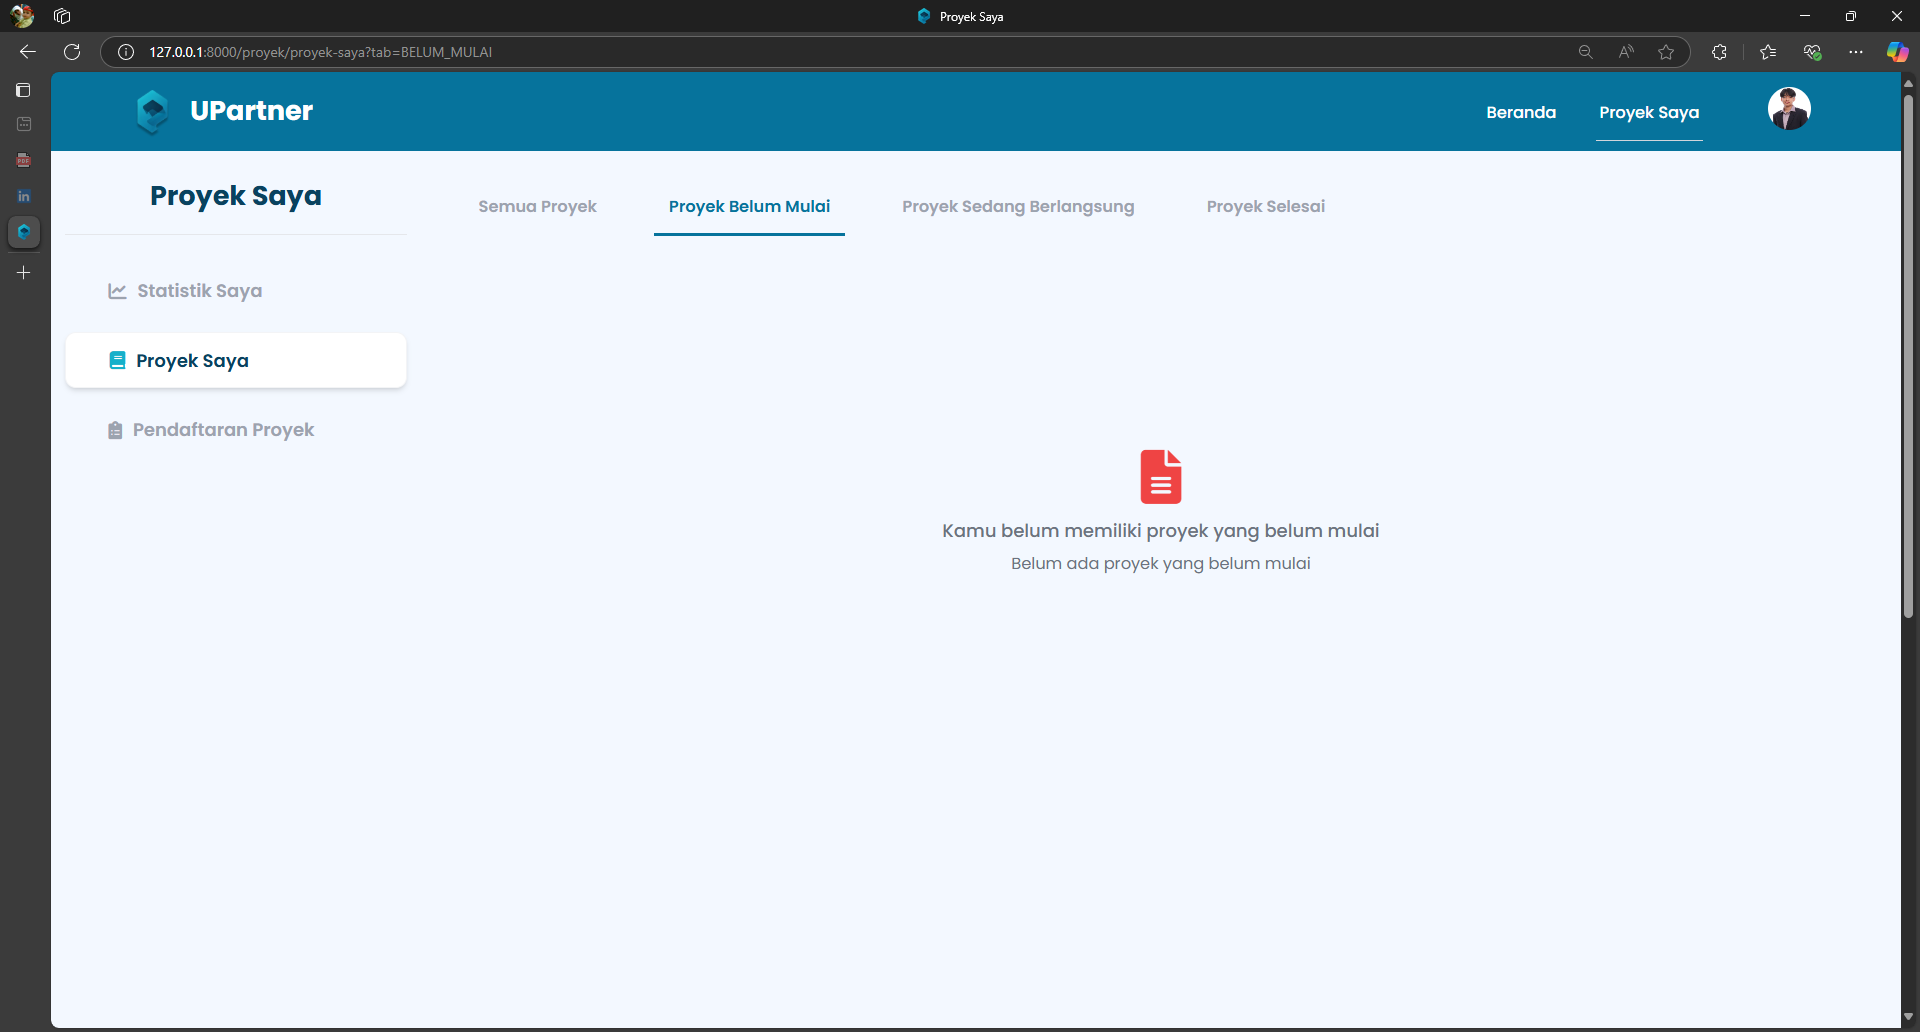 Proyek Saya
127.0.0.1:8000/proyek/proyek-saya?tab=BELUM_MULAI
UPartner
Beranda
Proyek Saya
Proyek Saya
Semua Proyek
Proyek Belum Mulai
Proyek Sedang Berlangsung
Proyek Selesai
Statistik Saya
Proyek Saya
Pendaftaran Proyek
Kamu belum memiliki proyek yang belum mulai
Belum ada proyek yang belum mulai